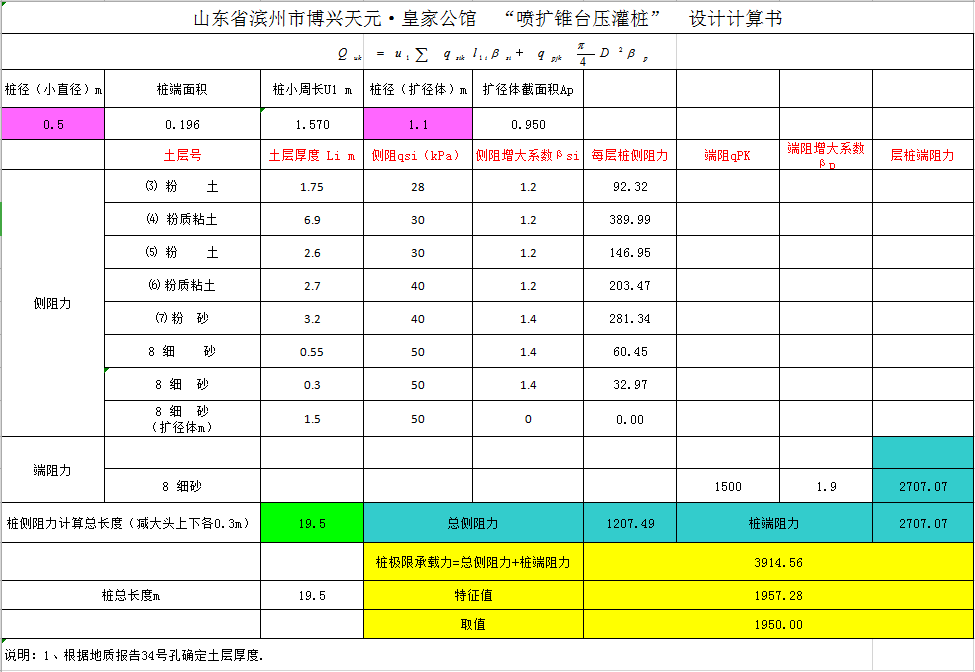 山东省滨州市博兴天元·皇家公馆 “喷扩锥台压灌桩” 设计计算书
Q uk = u 1 ∑ q sik l 1i β si + q pjk π/4 D 2 β p
桩径（小直径）m 桩端面积 桩小周长U1 m 桩径（扩径体）m 扩径体截面积Ap
0.5 0.196 1.570 1.1 0.950
土层号 土层厚度 Li m 侧阻qsi（kPa） 侧阻增大系数βsi 每层桩侧阻力 端阻qPK 端阻增大系数βp 层桩端阻力
侧阻力
⑶ 粉 土 1.75 28 1.2 92.32
⑷ 粉质粘土 6.9 30 1.2 389.99
⑸ 粉 土 2.6 30 1.2 146.95
⑹ 粉质粘土 2.7 40 1.2 203.47
⑺ 粉 砂 3.2 40 1.4 281.34
8 细 砂 0.55 50 1.4 60.45
8 细 砂 0.3 50 1.4 32.97
8 细 砂（扩径体m） 1.5 50 0 0.00
端阻力
8 细砂 1500 1.9 2707.07
桩侧阻力计算总长度（减大头上下各0.3m） 19.5 总侧阻力 1207.49 桩端阻力 2707.07
桩极限承载力=总侧阻力+桩端阻力 3914.56
桩总长度m 19.5 特征值 1957.28
取值 1950.00
说明：1、根据地质报告34号孔确定土层厚度.